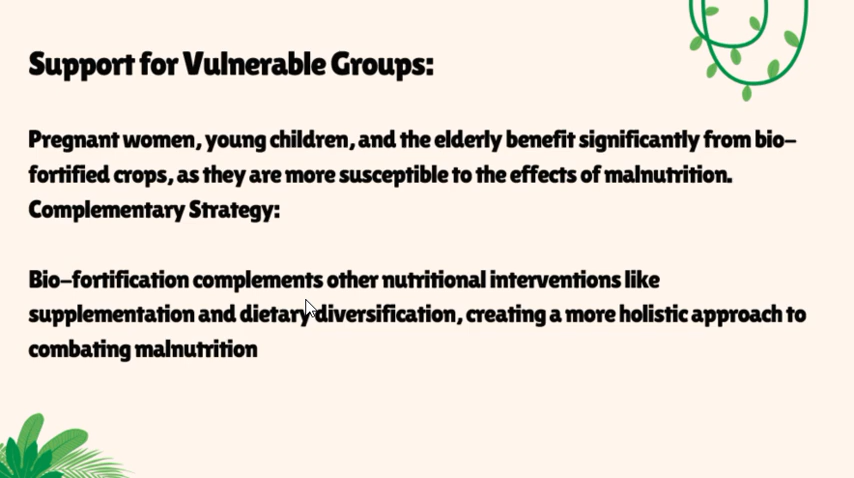 Support for Vulnerable Groups:
Pregnant women, young children, and the elderly benefit significantly from bio-
fortified crops, as they are more susceptible to the effects of malnutrition.
Complementary Strategy:
Bio-fortification complements other nutritional interventions like
supplementation and dietary diversification, creating a more holistic approach to
combating malnutrition